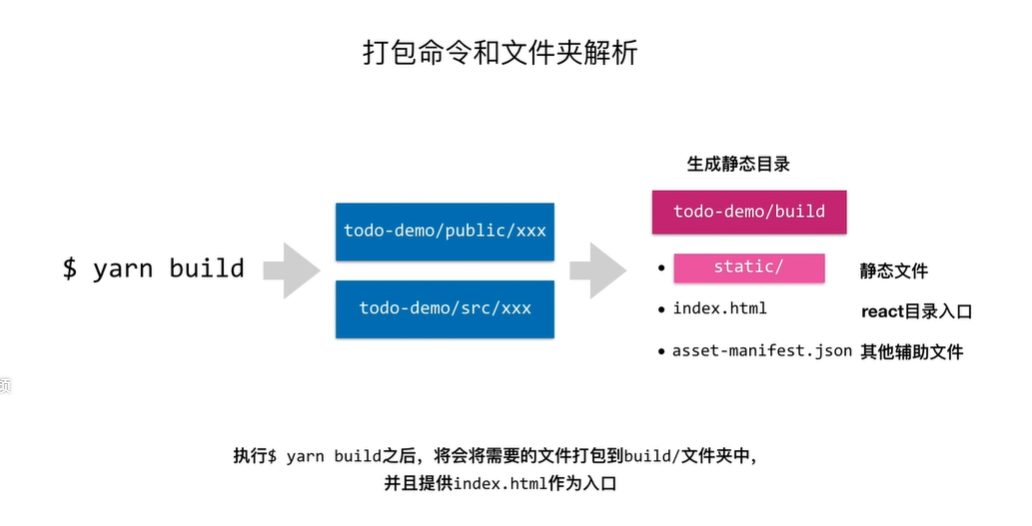 打包命令和文件夹解析
生成静态目录
$ yarn build
todo-demo/public/xxx
todo-demo/src/xxx
todo-demo/build
static/ 静态文件
index.html react目录入口
asset-manifest.json 其他辅助文件
执行$ yarn build之后，将会将需要的文件打包到build/文件夹中，
并且提供index.html作为入口